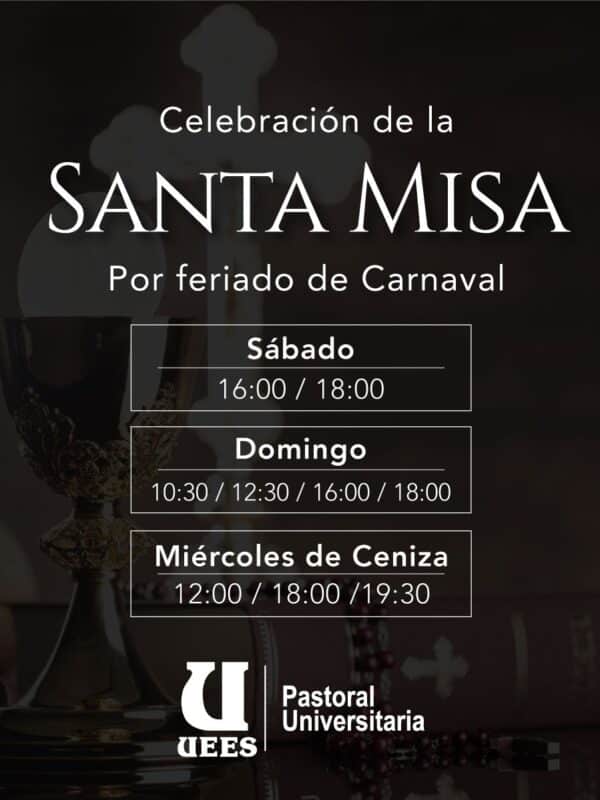 Celebración de la
SANTA MISA
Por feriado de Carnaval
Sábado
16:00 / 18:00
Domingo
10:30 / 12:30 / 16:00 / 18:00
Miércoles de Ceniza
12:00 / 18:00 /19:30
U
UEES
Pastoral
Universitaria